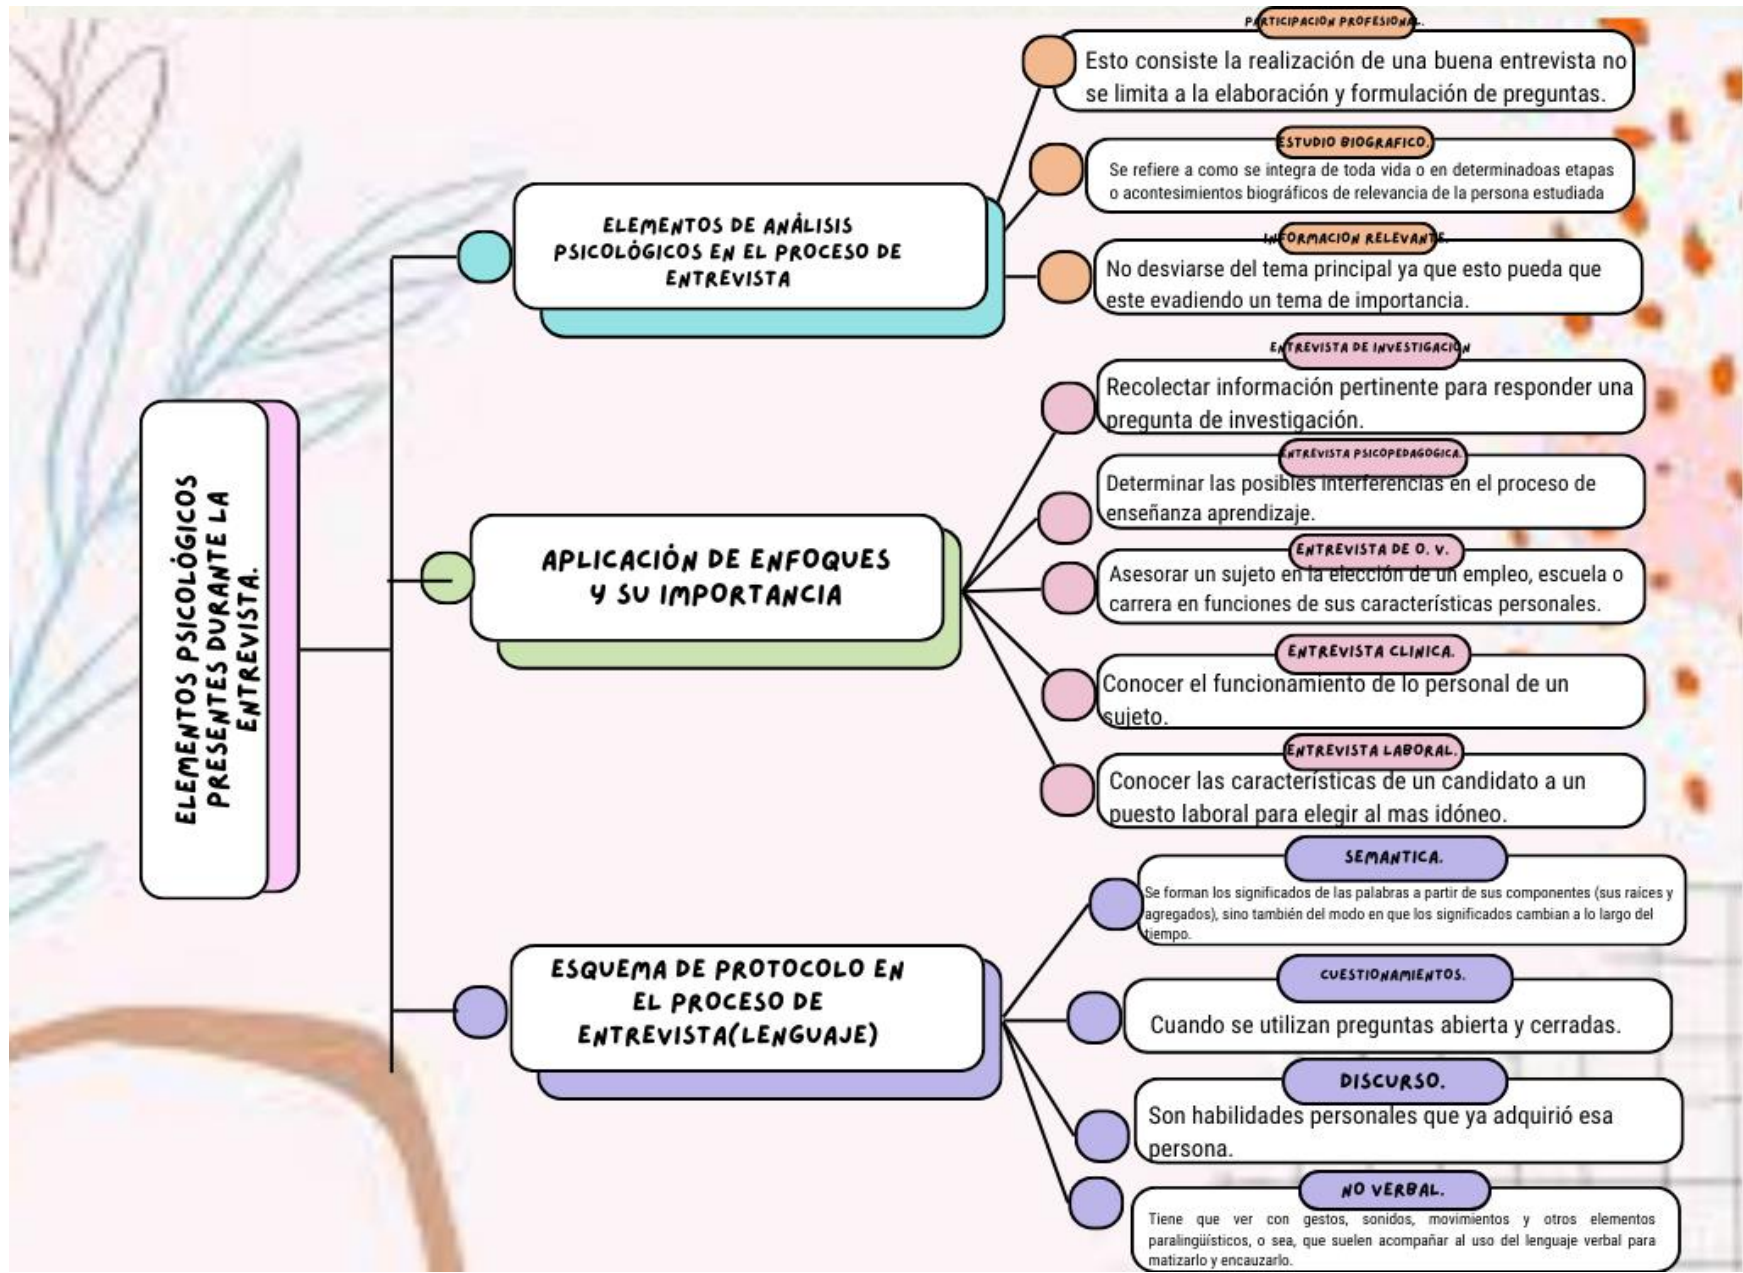 ELEMENTOS PSICOLÓGICOS
PRESENTES DURANTE LA
ENTREVISTA.
ELEMENTOS DE ANÁLISIS
PSICOLÓGICOS EN EL PROCESO DE
ENTREVISTA
PARTICIPACION PROFESIONAL.
Esto consiste la realización de una buena entrevista no
se limita a la elaboración y formulación de preguntas.
ESTUDIO BIOGRAFICO.
Se refiere a como se integra de toda vida o en determinadoas etapas
o acontesimientos biográficos de relevancia de la persona estudiada
INFORMACION RELEVANTE.
No desviarse del tema principal ya que esto pueda que
este evadiendo un tema de importancia.
APLICACIÓN DE ENFOQUES
Y SU IMPORTANCIA
ENTREVISTA DE INVESTIGACIÓN
Recolectar información pertinente para responder una
pregunta de investigación.
ENTREVISTA PSICOPEDAGOGICA.
Determinar las posibles interferencias en el proceso de
enseñanza aprendizaje.
ENTREVISTA DE O. V.
Asesorar un sujeto en la elección de un empleo, escuela o
carrera en funciones de sus características personales.
ENTREVISTA CLINICA.
Conocer el funcionamiento de lo personal de un
sujeto.
ENTREVISTA LABORAL.
Conocer las características de un candidato a un
puesto laboral para elegir al mas idóneo.
ESQUEMA DE PROTOCOLO EN
EL PROCESO DE
ENTREVISTA(LENGUAJE)
SEMANTICA.
Se forman los significados de las palabras a partir de sus componentes (sus raíces y
agregados), sino también del modo en que los significados cambian a lo largo del
tiempo.
CUESTIONAMIENTOS.
Cuando se utilizan preguntas abierta y cerradas.
DISCURSO.
Son habilidades personales que ya adquirió esa
persona.
NO VERBAL.
Tiene que ver con gestos, sonidos, movimientos y otros elementos
paralingüísticos, o sea, que suelen acompañar al uso del lenguaje verbal para
matizarlo y encauzarlo.